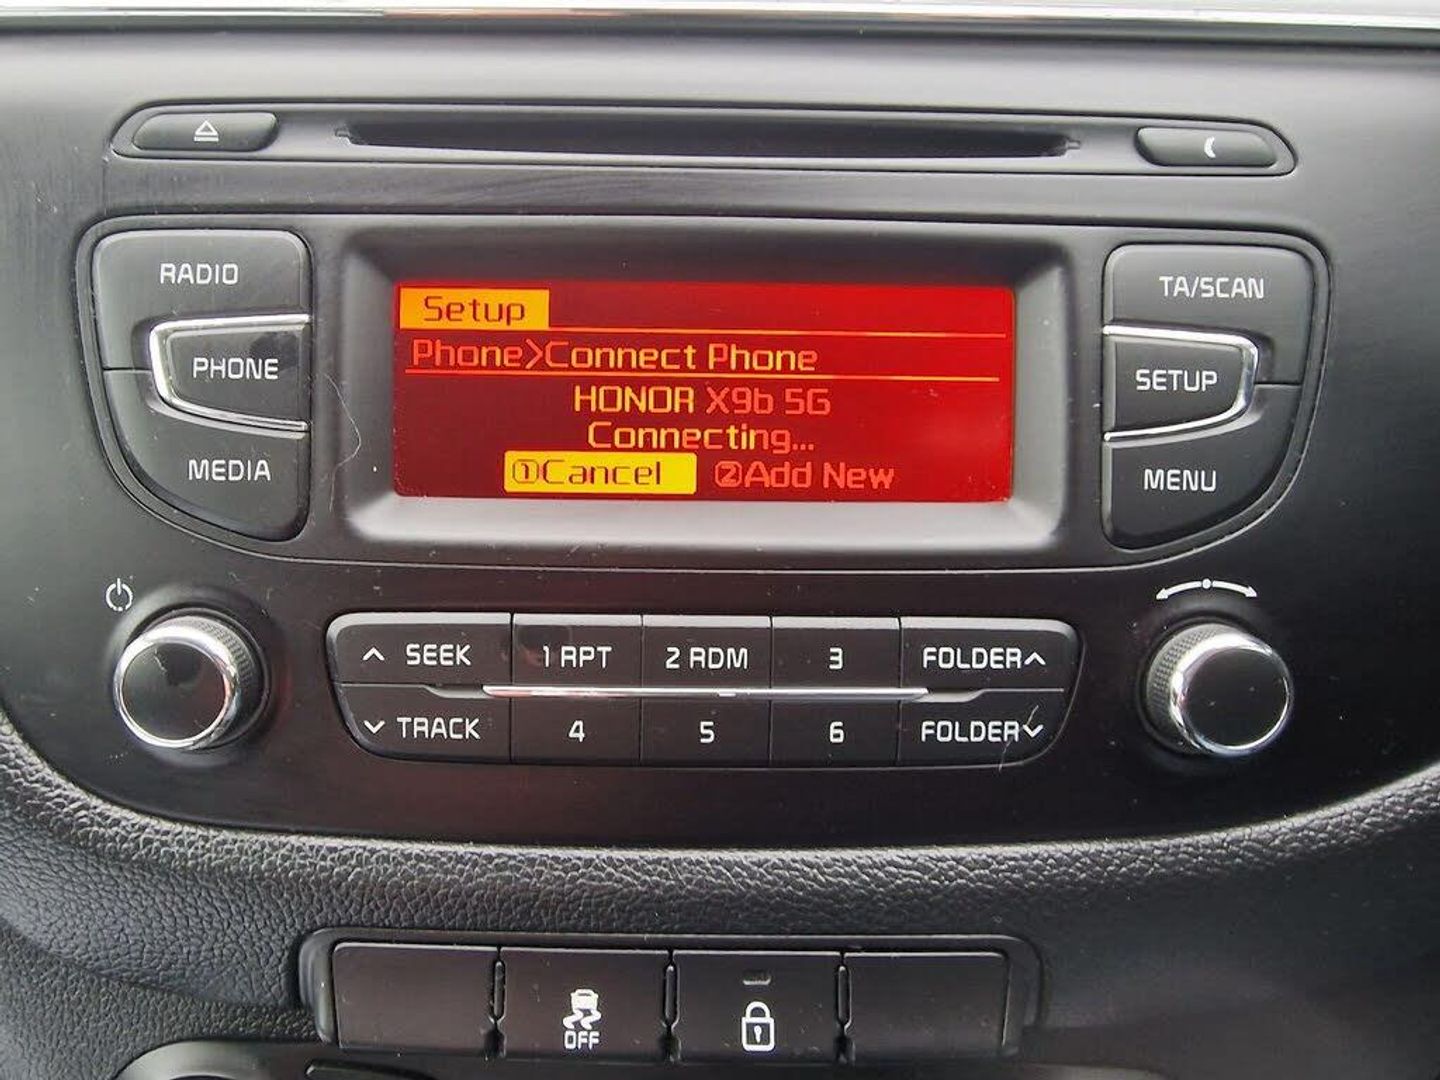 RADIO
PHONE
MEDIA
Setup
Phone>Connect Phone
HONOR X9b 5G
Connecting...
①Cancel ②Add New
TA/SCAN
SETUP
MENU
SEEK 1 RPT 2 RDM 3 FOLDER
TRACK 4 5 6 FOLDER
OFF